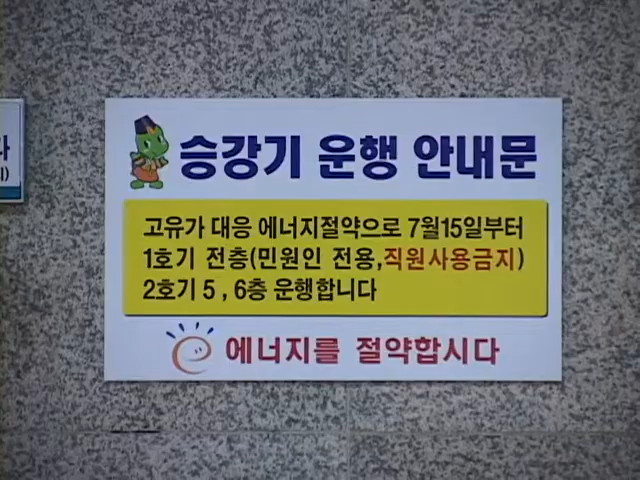 승강기 운행 안내문
고유가 대응 에너지절약으로 7월15일부터
1호기 전층(민원인 전용,직원사용금지)
2호기 5 , 6층 운행합니다
에너지를 절약합시다